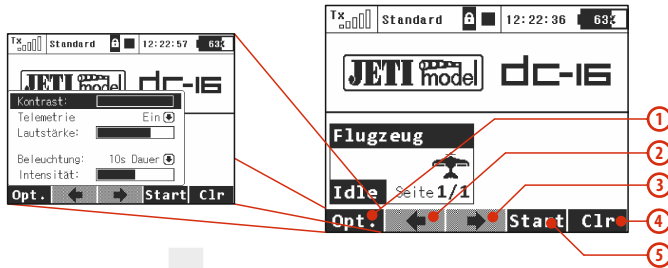 Tx Standard 12:22:57 63%
JETI model dc-16
Kontrast:
Telemetrie Ein
Lautstärke:
Beleuchtung: 10s Dauer
Intensität:
Opt. Start Clr
Tx Standard 12:22:36 63%
JETI model dc-16
Flugzeug
Idle Seite 1/1
Opt. Start Clr
1
2
3
4
5